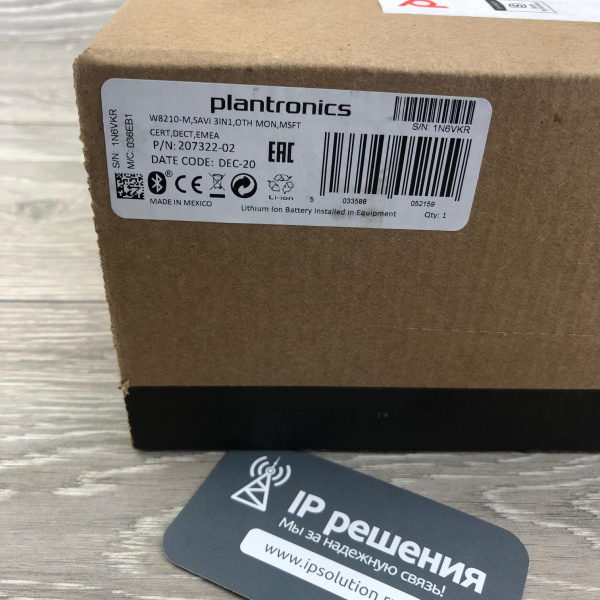 plantronics
W8210-M,SAVI 3IN1,OTH MON,MSFT
CERT,DECT,EMEA
P/N: 207322-02
DATE CODE: DEC-20
EAC
S/N: 1N6VKR
M/C: 036EB1
S/N: 1N6VKR
Li-ion
5 033588 052159
MADE IN MEXICO
Lithium Ion Battery Installed in Equipment
Qty: 1
IP решения
Мы за надежную связь!
www.ipsolution.